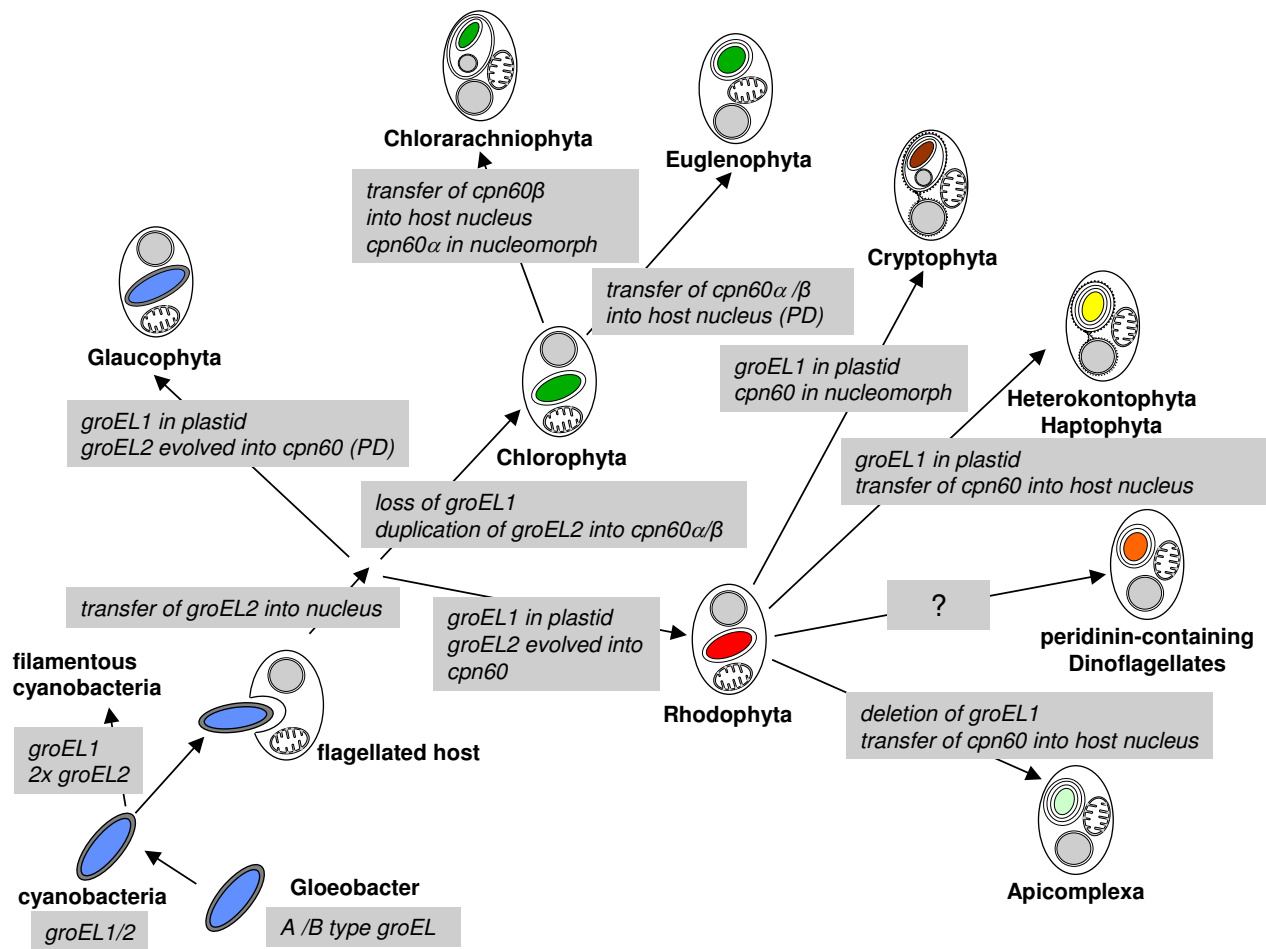 Chlorarachniophyta
transfer of cpn60β
into host nucleus
cpn60α in nucleomorph
Euglenophyta
transfer of cpn60α /β
into host nucleus (PD)
Cryptophyta
groEL1 in plastid
cpn60 in nucleomorph
Heterokontophyta
Haptophyta
groEL1 in plastid
transfer of cpn60 into host nucleus
Glaucophyta
groEL1 in plastid
groEL2 evolved into cpn60 (PD)
Chlorophyta
loss of groEL1
duplication of groEL2 into cpn60α/β
transfer of groEL2 into nucleus
groEL1 in plastid
groEL2 evolved into
cpn60
Rhodophyta
?
peridinin-containing
Dinoflagellates
deletion of groEL1
transfer of cpn60 into host nucleus
Apicomplexa
filamentous
cyanobacteria
groEL1
2x groEL2
flagellated host
cyanobacteria
groEL1/2
Gloeobacter
A /B type groEL